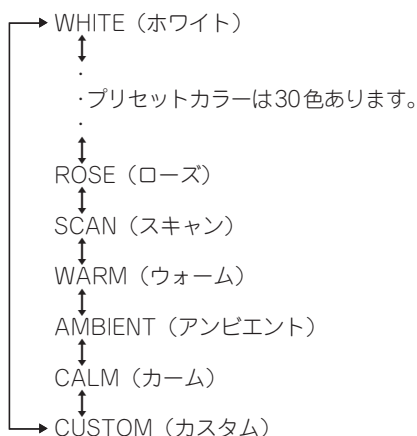 WHITE（ホワイト）
・
・プリセットカラーは30色あります。
・
ROSE（ローズ）
SCAN（スキャン）
WARM（ウォーム）
AMBIENT（アンビエント）
CALM（カーム）
CUSTOM（カスタム）